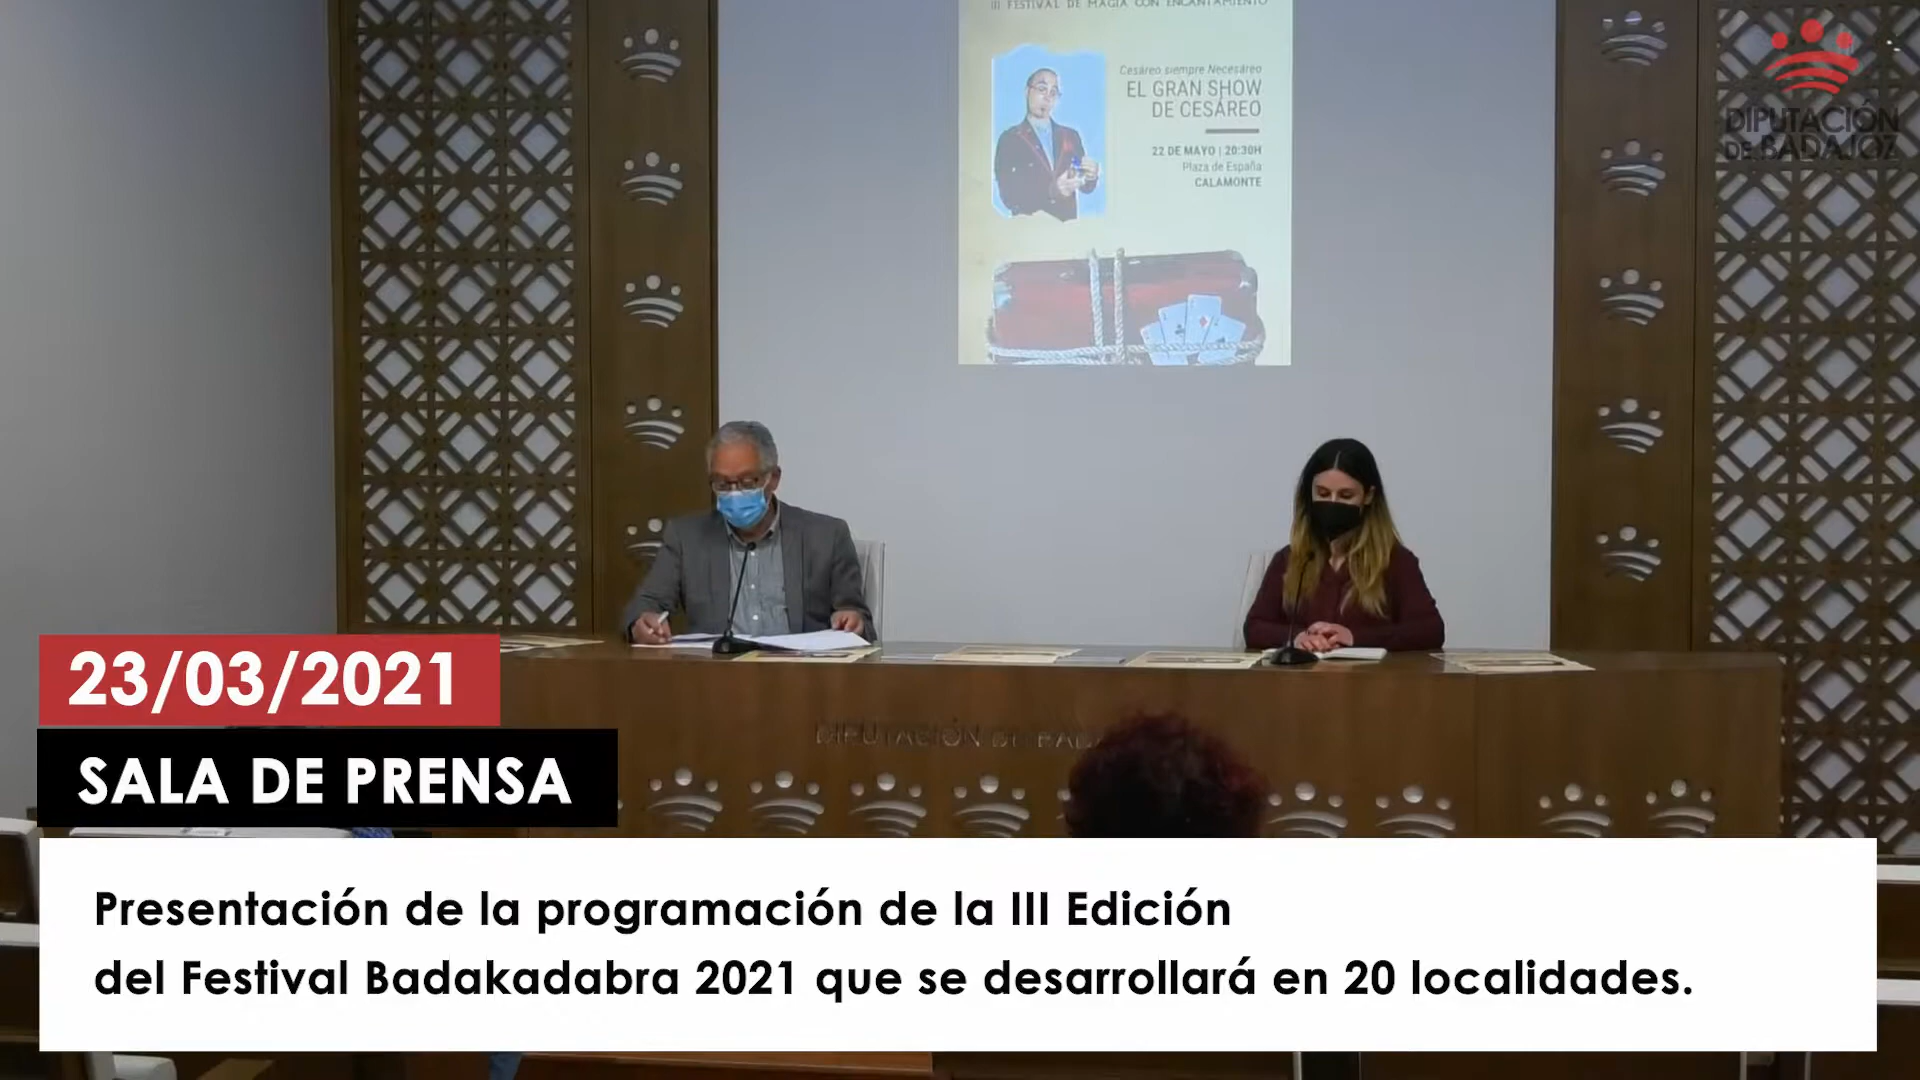 III FESTIVAL DE MAGIA CON ENCANTAMIENTO
Cesáreo siempre Necesáreo
EL GRAN SHOW
DE CESÁREO
22 DE MAYO | 20:30H
Plaza de España
CALAMONTE
DIPUTACIÓN
DE BADAJOZ
23/03/2021
SALA DE PRENSA
DIPUTACIÓN DE
Presentación de la programación de la III Edición
del Festival Badakadabra 2021 que se desarrollará en 20 localidades.